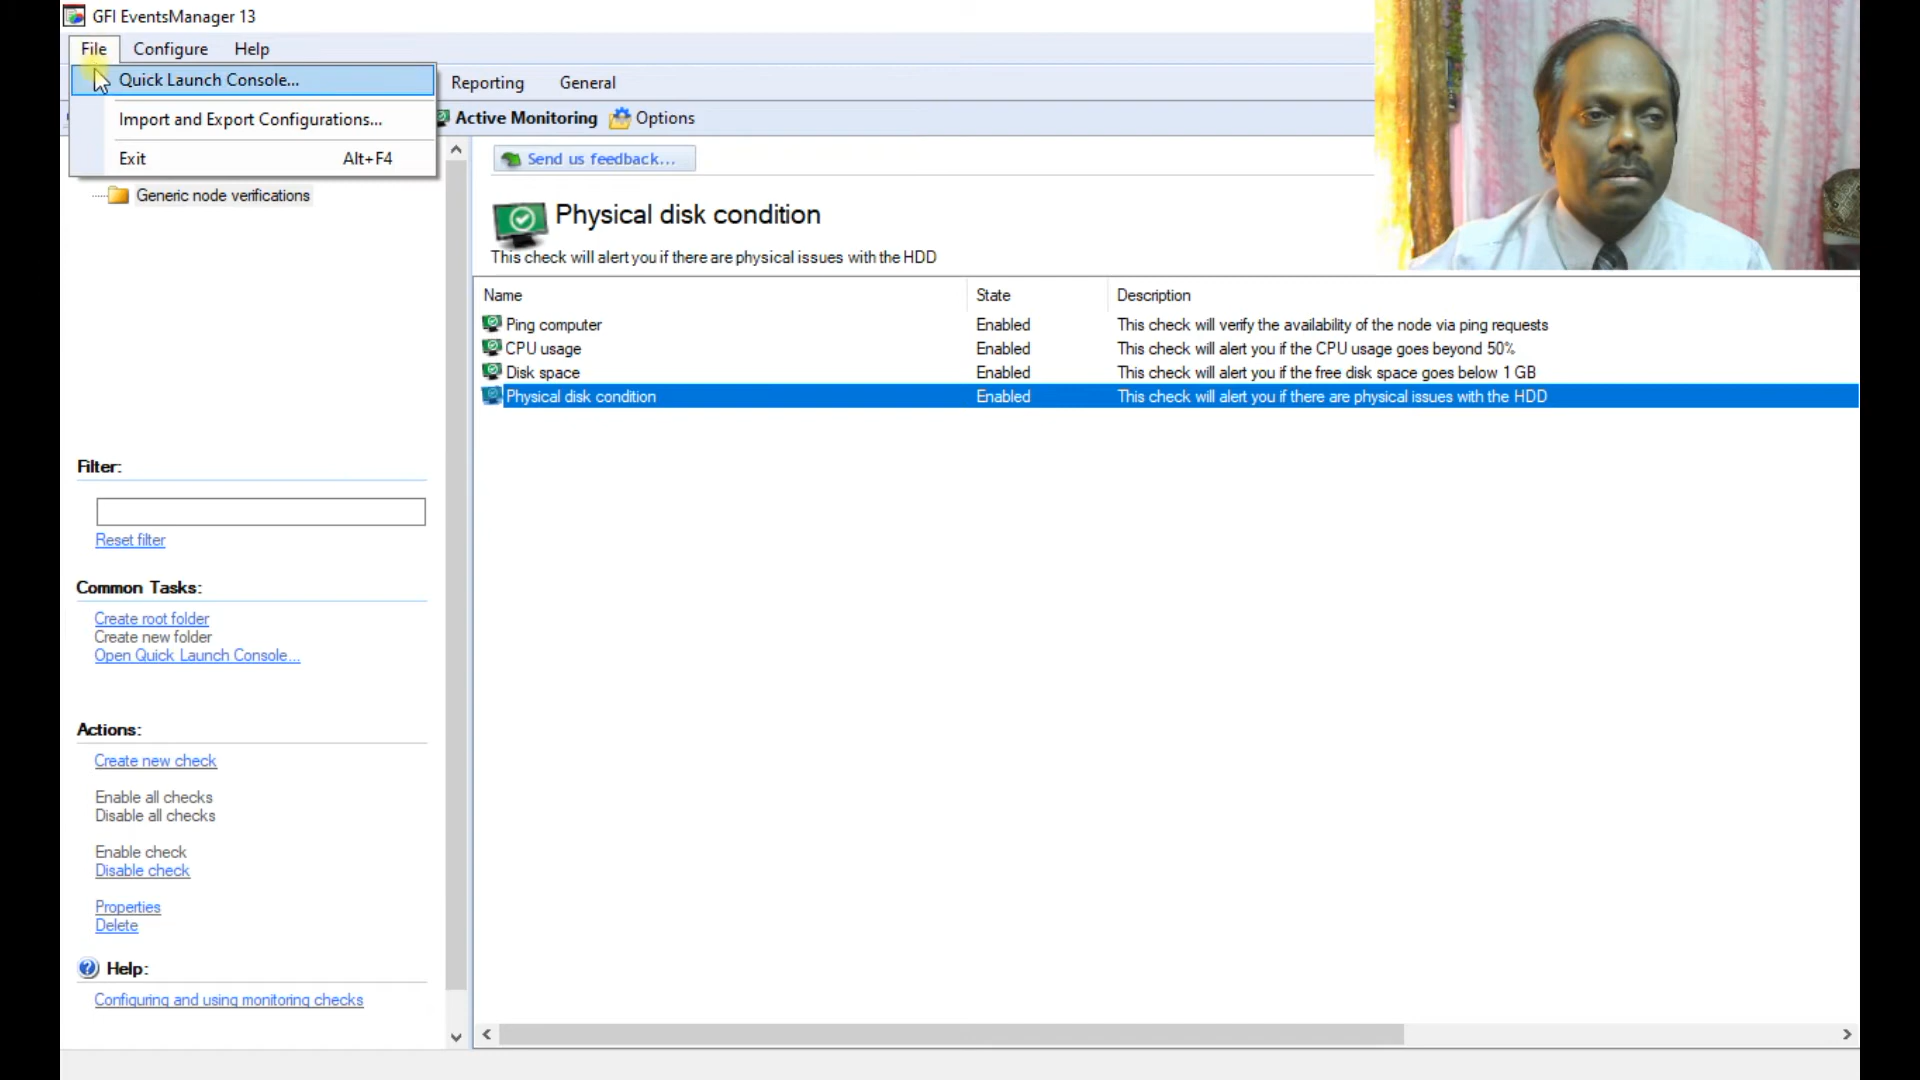 GFI EventsManager 13
File Configure Help
Quick Launch Console...
Import and Export Configurations...
Exit Alt+F4
Reporting General
Active Monitoring Options
Generic node verifications
Filter:
Reset filter
Common Tasks:
Create root folder
Create new folder
Open Quick Launch Console...
Actions:
Create new check
Enable all checks
Disable all checks
Enable check
Disable check
Properties
Delete
Help:
Configuring and using monitoring checks
Send us feedback...
Physical disk condition
This check will alert you if there are physical issues with the HDD
Name State Description
Ping computer Enabled This check will verify the availability of the node via ping requests
CPU usage Enabled This check will alert you if the CPU usage goes beyond 50%
Disk space Enabled This check will alert you if the free disk space goes below 1 GB
Physical disk condition Enabled This check will alert you if there are physical issues with the HDD